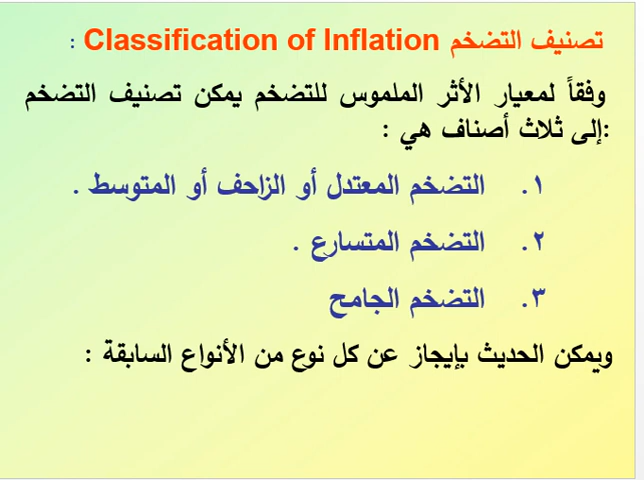 تصنيف التضخم Classification of Inflation :
وفقاً لمعيار الأثر الملموس للتضخم يمكن تصنيف التضخم
:إلى ثلاث أصناف هي :
١. التضخم المعتدل أو الزاحف أو المتوسط .
٢. التضخم المتسارع .
٣. التضخم الجامح
ويمكن الحديث بإيجاز عن كل نوع من الأنواع السابقة :